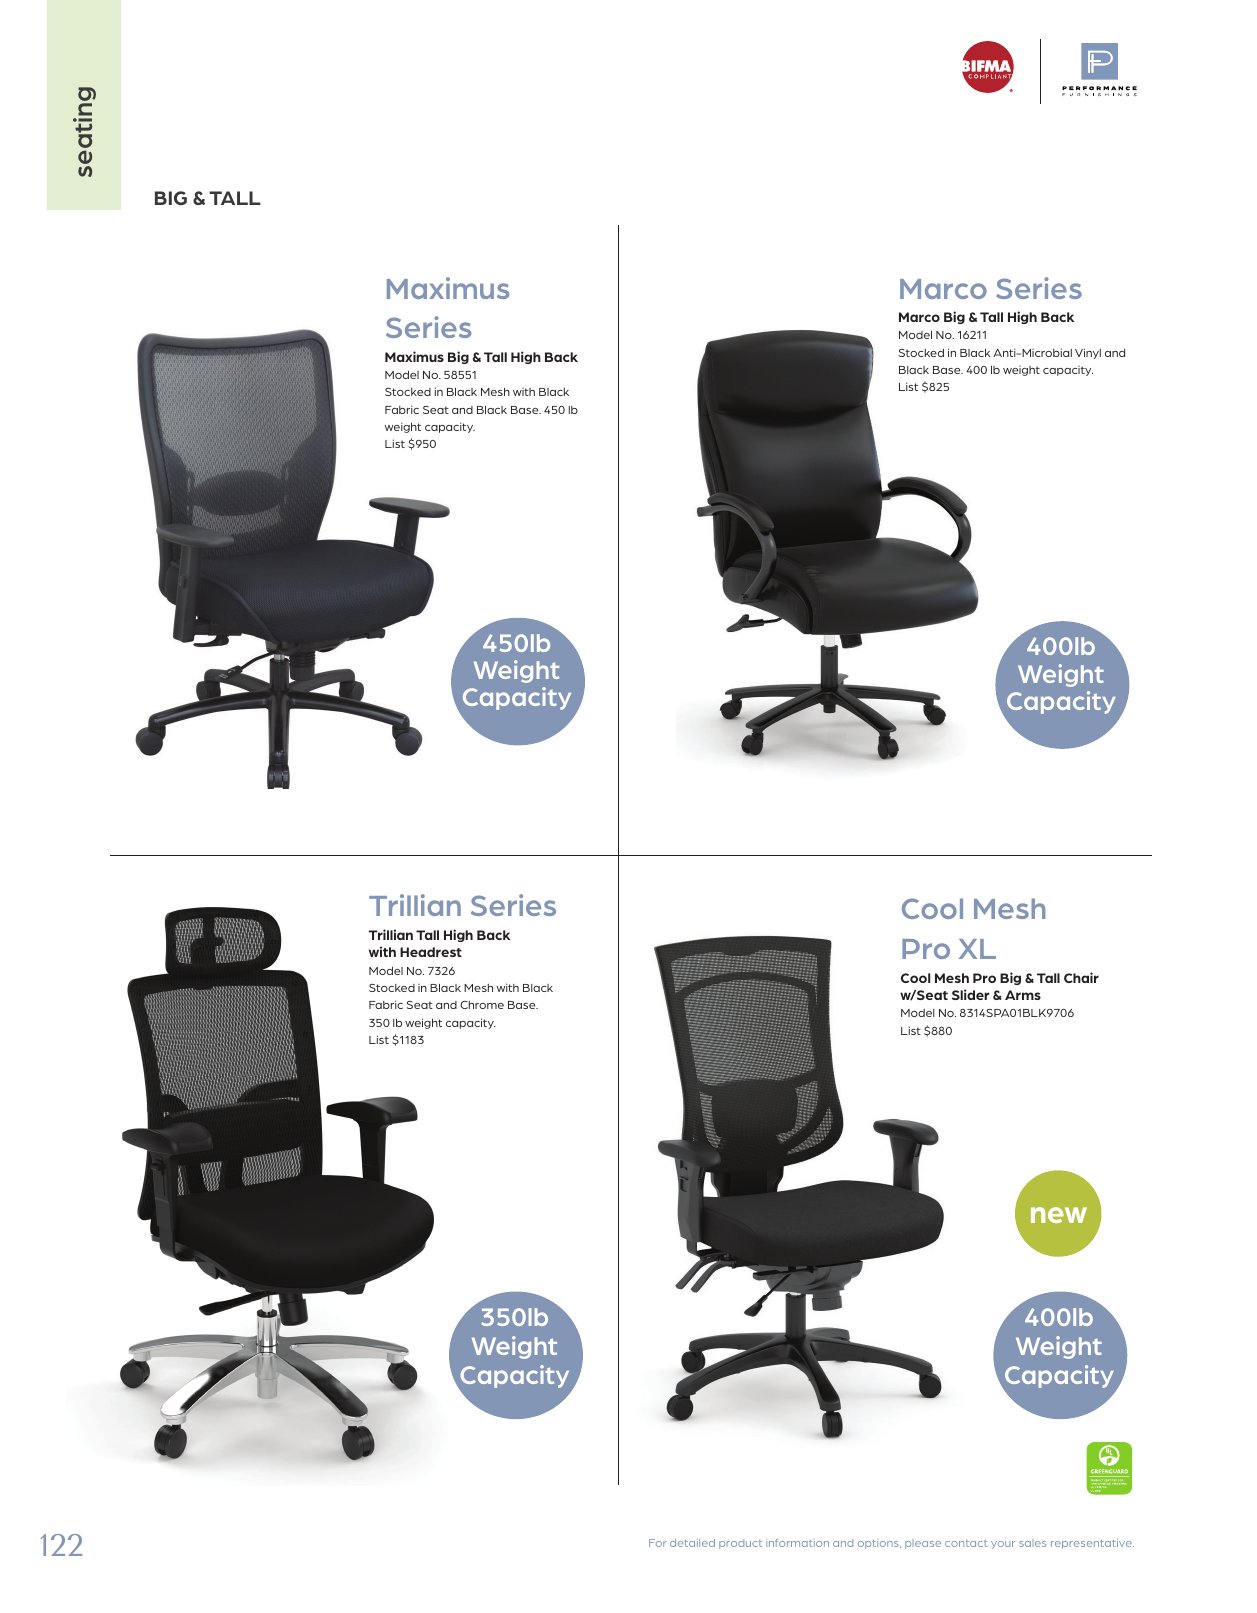 seating
BIFMA
COMPLIANT
PERFORMANCE
FURNISHINGS
BIG & TALL
Maximus
Series
Maximus Big & Tall High Back
Model No. 58551
Stocked in Black Mesh with Black
Fabric Seat and Black Base. 450 lb
weight capacity.
List $950
450lb
Weight
Capacity
Marco Series
Marco Big & Tall High Back
Model No. 16211
Stocked in Black Anti-Microbial Vinyl and
Black Base. 400 lb weight capacity.
List $825
400lb
Weight
Capacity
Trillian Series
Trillian Tall High Back
with Headrest
Model No. 7326
Stocked in Black Mesh with Black
Fabric Seat and Chrome Base.
350 lb weight capacity.
List $1183
350lb
Weight
Capacity
Cool Mesh
Pro XL
Cool Mesh Pro Big & Tall Chair
w/Seat Slider & Arms
Model No. 8314SPA01BLK9706
List $880
new
400lb
Weight
Capacity
GREENGUARD
122
For detailed product information and options, please contact your sales representative.